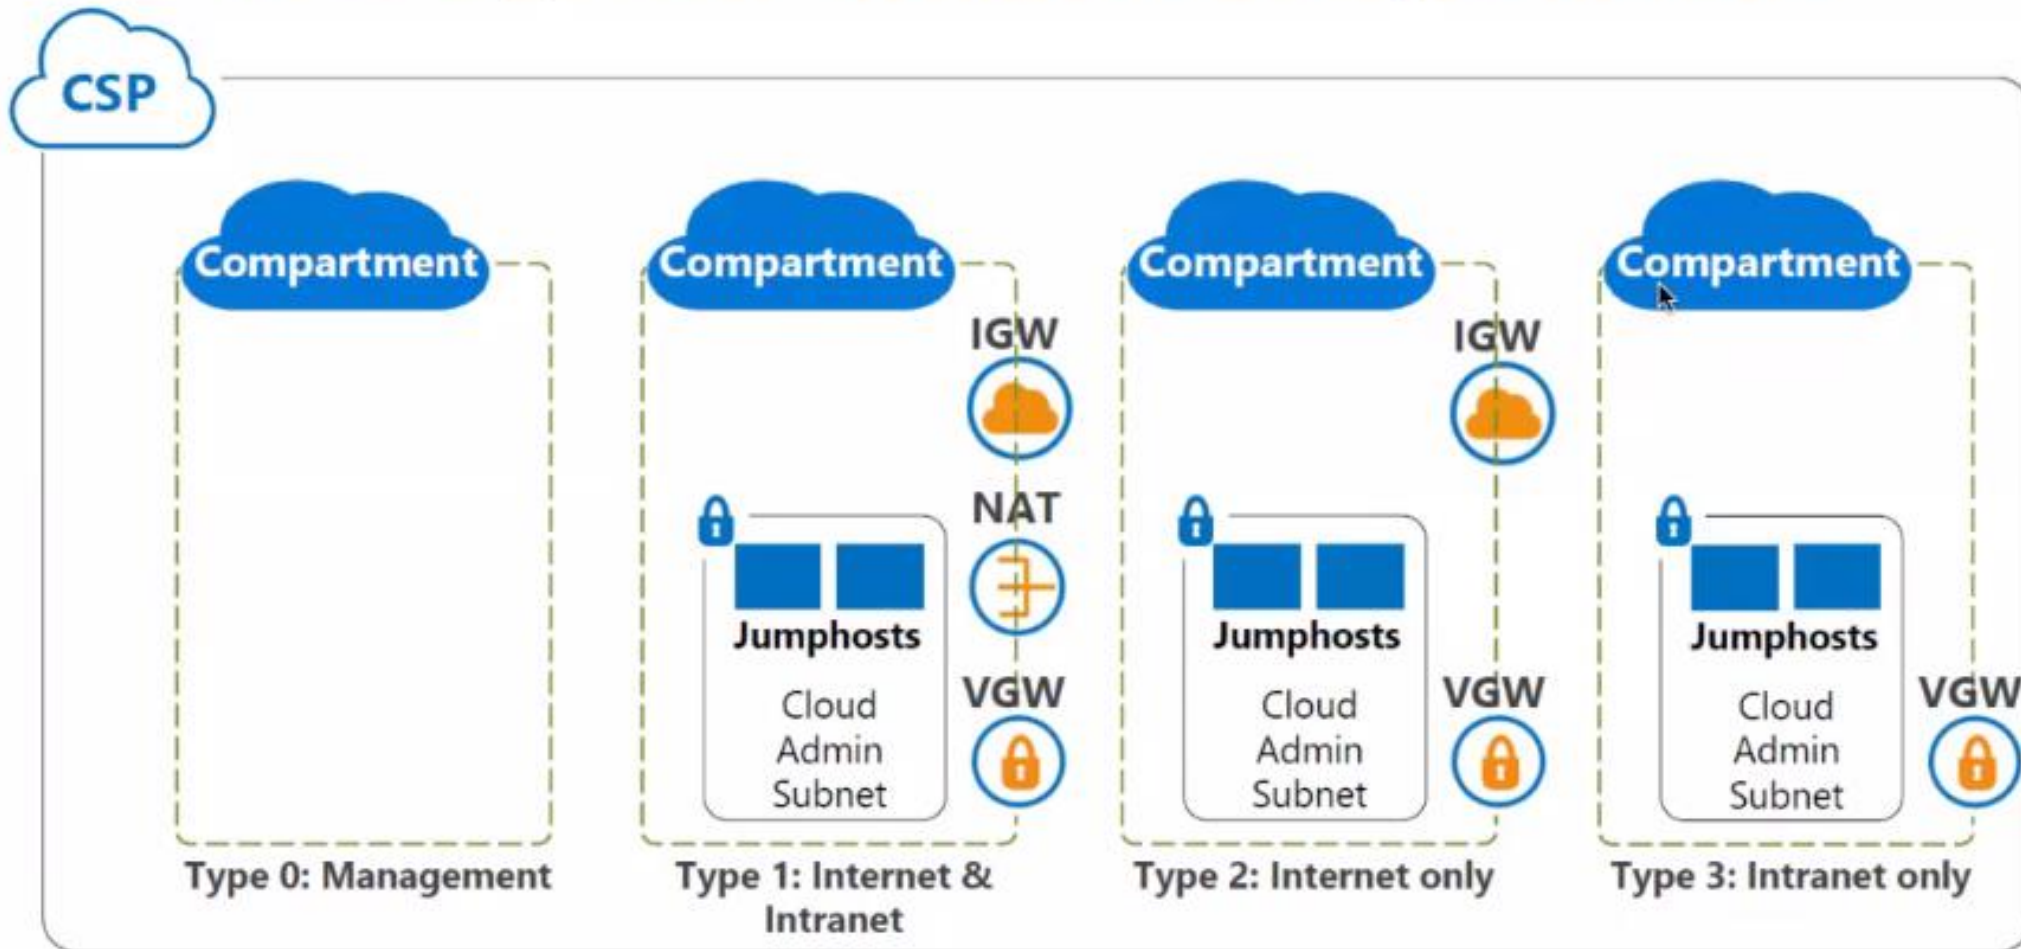 CSP
Compartment
Compartment
Compartment
Compartment
IGW
IGW
NAT
Jumphosts
Jumphosts
Jumphosts
VGW
VGW
VGW
Cloud
Admin
Subnet
Cloud
Admin
Subnet
Cloud
Admin
Subnet
Type 0: Management
Type 1: Internet &
Intranet
Type 2: Internet only
Type 3: Intranet only